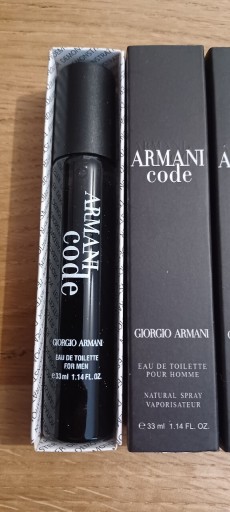 ARMANI
code
GIORGIO ARMANI
EAU DE TOILETTE
FOR MEN
℮ 33 ml 1.14 FL.OZ.
ARMANI
code
GIORGIO ARMANI
EAU DE TOILETTE
POUR HOMME
NATURAL SPRAY
VAPORISATEUR
℮ 33 ml 1.14 FL. OZ.